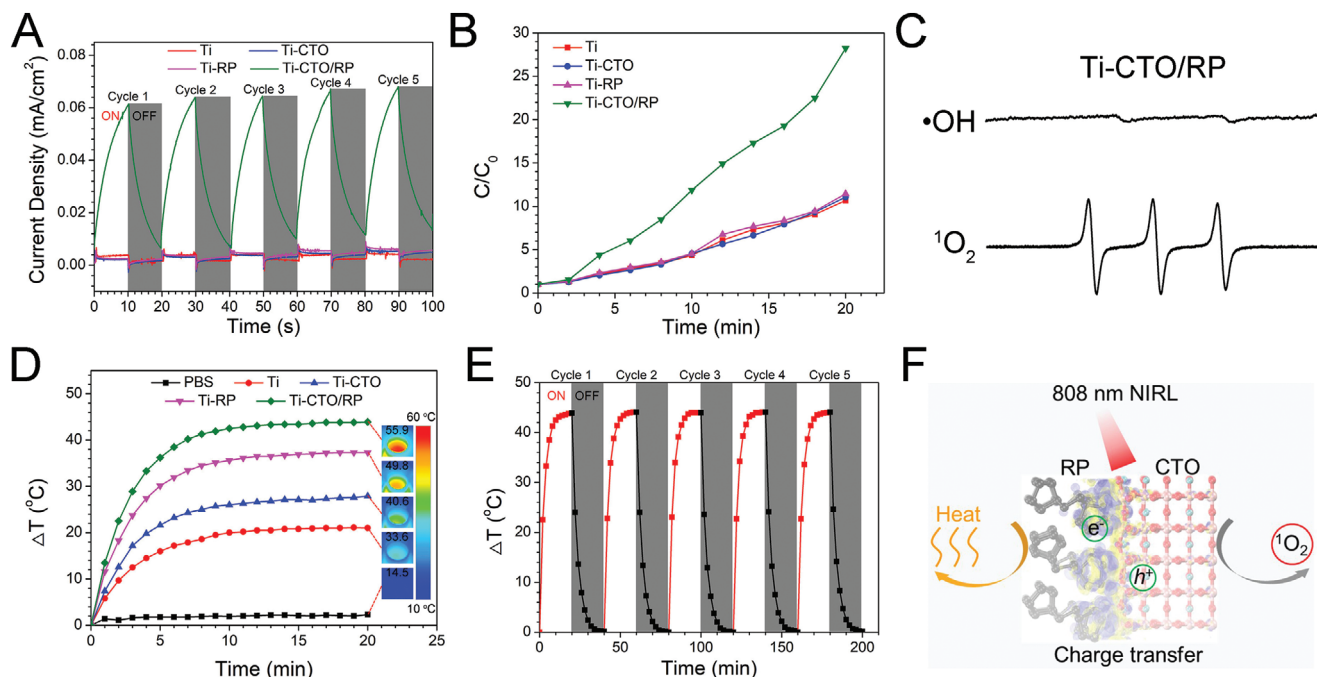 A
Ti
Ti-CTO
Ti-RP
Ti-CTO/RP
Current Density (mA/cm²)
0.08
0.06
0.04
0.02
0.00
Cycle 1
Cycle 2
Cycle 3
Cycle 4
Cycle 5
ON
OFF
0 10 20 30 40 50 60 70 80 90 100
Time (s)
B
C/C₀
30
25
20
15
10
5
0
Ti
Ti-CTO
Ti-RP
Ti-CTO/RP
0 5 10 15 20
Time (min)
C
Ti-CTO/RP
•OH
¹O₂
D
PBS
Ti
Ti-CTO
Ti-RP
Ti-CTO/RP
△T (°C)
50
40
30
20
10
0
60 °C
55.9
49.8
40.6
33.6
14.5
10 °C
0 5 10 15 20 25
Time (min)
E
Cycle 1 Cycle 2 Cycle 3 Cycle 4 Cycle 5
ON OFF
△T (°C)
50
40
30
20
10
0
0 50 100 150 200
Time (min)
F
808 nm NIRL
RP
CTO
Heat
e⁻
h⁺
¹O₂
Charge transfer